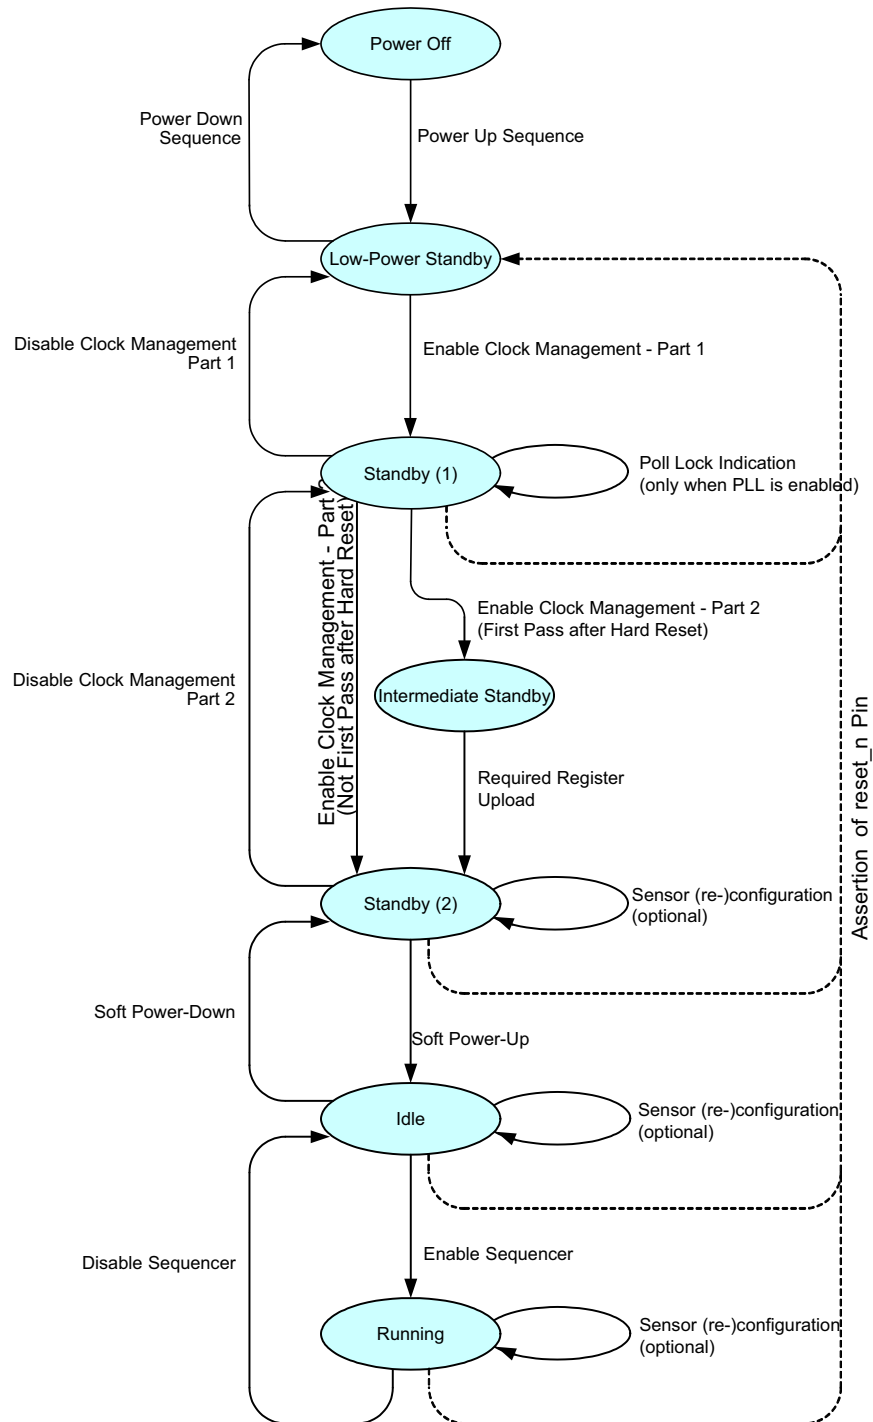 Power Off
Power Down
Sequence
Power Up Sequence
Low-Power Standby
Disable Clock Management
Part 1
Enable Clock Management - Part 1
Standby (1)
Poll Lock Indication
(only when PLL is enabled)
Enable Clock Management - Part
(Not First Pass after Hard Reset)
Enable Clock Management - Part 2
(First Pass after Hard Reset)
Disable Clock Management
Part 2
Intermediate Standby
Required Register
Upload
Assertion of reset_n Pin
Standby (2)
Sensor (re-)configuration
(optional)
Soft Power-Down
Soft Power-Up
Idle
Sensor (re-)configuration
(optional)
Disable Sequencer
Enable Sequencer
Running
Sensor (re-)configuration
(optional)